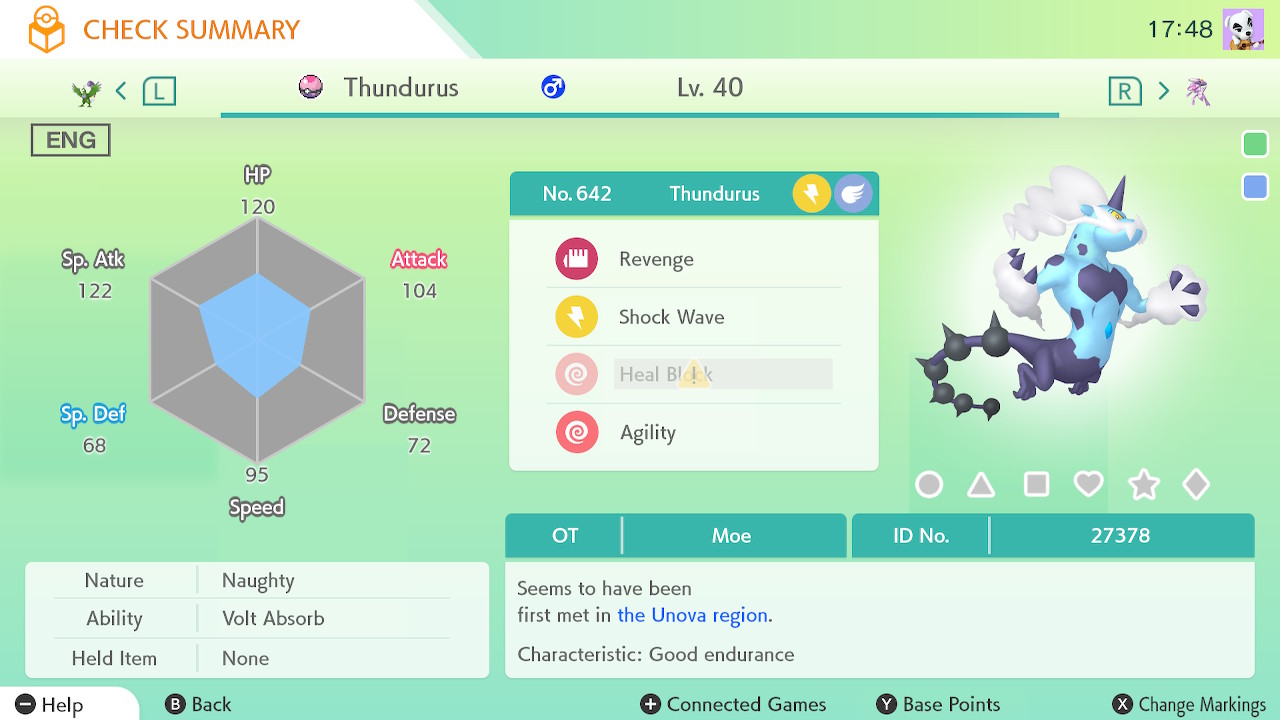 CHECK SUMMARY
17:48
L
Thundurus
Lv. 40
R
ENG
HP
120
Sp. Atk
122
Attack
104
Sp. Def
68
Defense
72
95
Speed
No. 642 Thundurus
Revenge
Shock Wave
Heal Block
Agility
OT Moe
ID No. 27378
Nature Naughty
Ability Volt Absorb
Held Item None
Seems to have been
first met in the Unova region.
Characteristic: Good endurance
Help
B Back
Connected Games
Y Base Points
X Change Markings